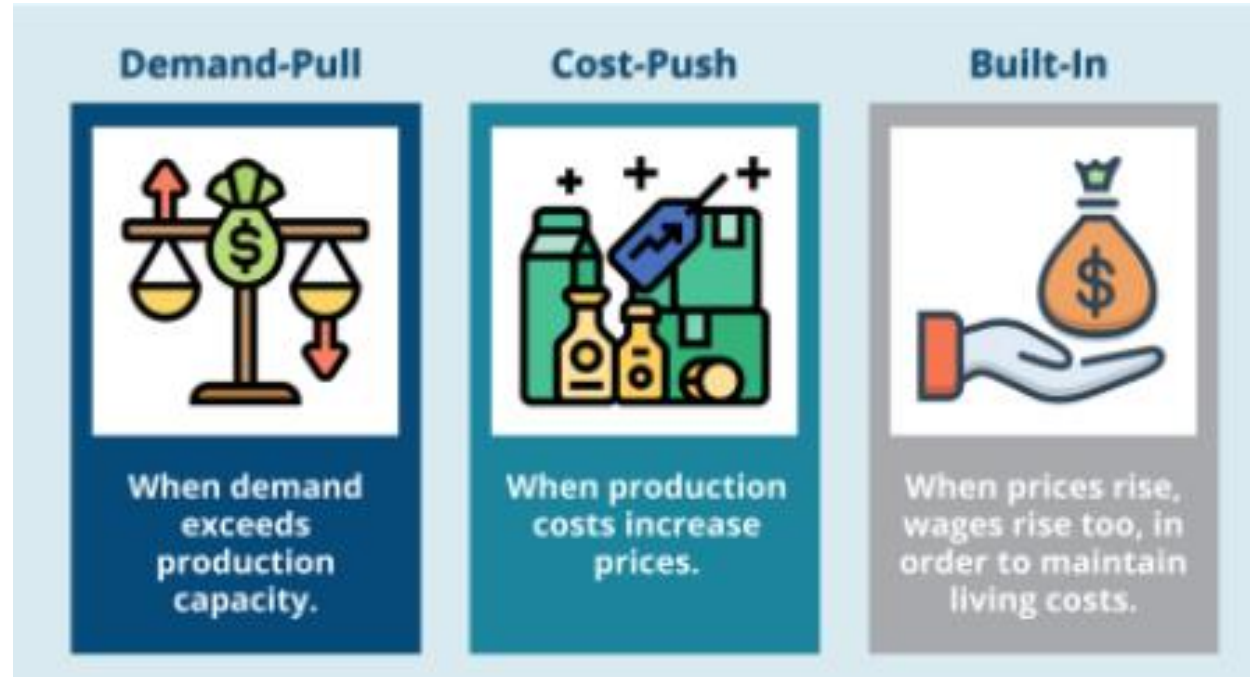 Demand-Pull
Cost-Push
Built-In
$
$
When demand
exceeds
production
capacity.
When production
costs increase
prices.
When prices rise,
wages rise too, in
order to maintain
living costs.